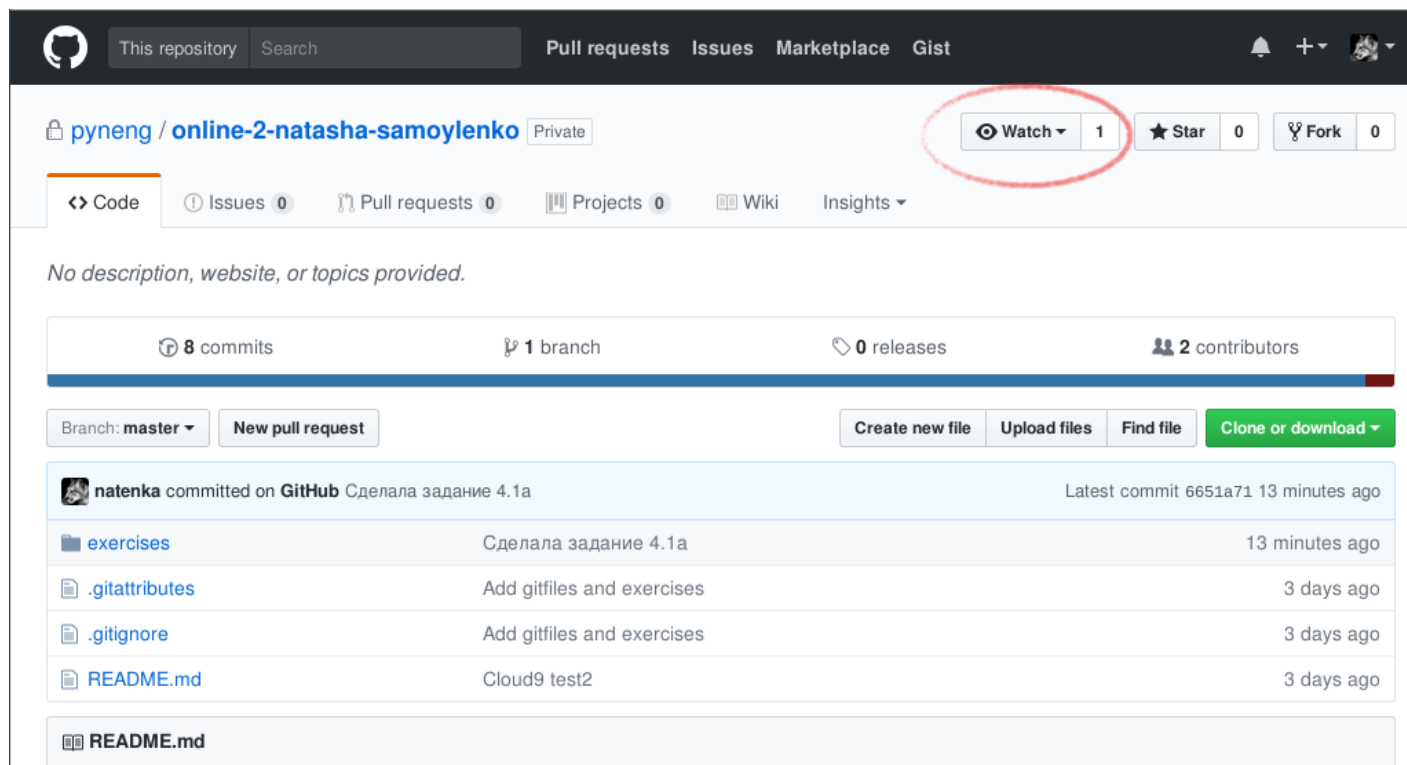 This repository Search Pull requests Issues Marketplace Gist
pyneng / online-2-natasha-samoylenko Private Watch 1 Star 0 Fork 0
Code Issues 0 Pull requests 0 Projects 0 Wiki Insights
No description, website, or topics provided.
8 commits 1 branch 0 releases 2 contributors
Branch: master New pull request Create new file Upload files Find file Clone or download
natenka committed on GitHub Сделала задание 4.1a Latest commit 6651a71 13 minutes ago
exercises Сделала задание 4.1a 13 minutes ago
.gitattributes Add gitfiles and exercises 3 days ago
.gitignore Add gitfiles and exercises 3 days ago
README.md Cloud9 test2 3 days ago
README.md